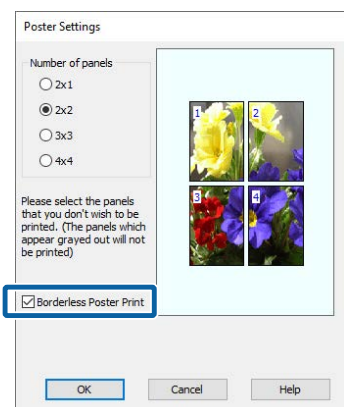 Poster Settings
Number of panels
2x1
2x2
3x3
4x4
Please select the panels
that you don't wish to be
printed. (The panels which
appear grayed out will not
be printed)
Borderless Poster Print
1
2
3
4
OK
Cancel
Help